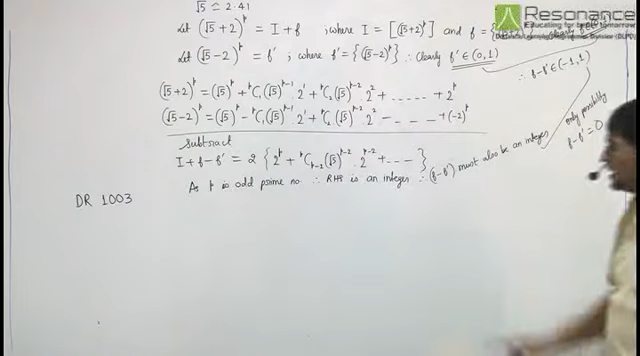 √5 ≃ 2.41
Let (√5+2)^p = I + f , where I = [(√5+2)^p] and f = {(√5+2)^p} clearly
Let (√5−2)^p = f' ; where f' = {(√5−2)^p} ∴ Clearly f' ∈ (0,1)
∴ f−f' ∈ (−1,1)
(√5+2)^p = (√5)^p + ᵖC₁(√5)^(p−1) 2¹ + ᵖC₂(√5)^(p−2) 2² + ...... + 2^p
(√5−2)^p = (√5)^p − ᵖC₁(√5)^(p−1) 2¹ + ᵖC₂(√5)^(p−2) 2² − ...... + (−2)^p
Subtract
I + f − f' = 2 { 2^p + ᵖC_(p−2)(√5)^(p−2) . 2^(p−2) + ---- }
As p is odd prime no. ∴ RHS is an integer ∴ (f−f') must also be an integer
only possibility
f−f' = 0
DR 1003
Resonance
Educating for better tomorrow